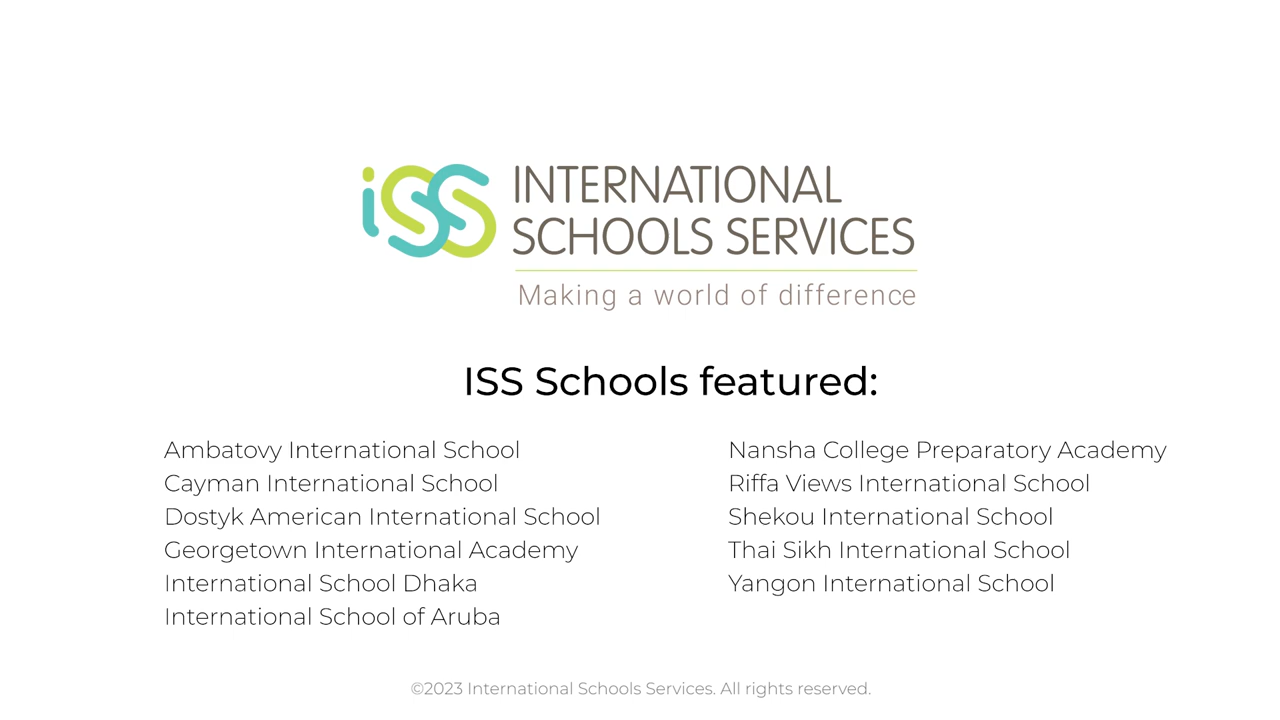 iSS INTERNATIONAL
SCHOOLS SERVICES
Making a world of difference
ISS Schools featured:
Ambatovy International School
Cayman International School
Dostyk American International School
Georgetown International Academy
International School Dhaka
International School of Aruba
Nansha College Preparatory Academy
Riffa Views International School
Shekou International School
Thai Sikh International School
Yangon International School
©2023 International Schools Services. All rights reserved.